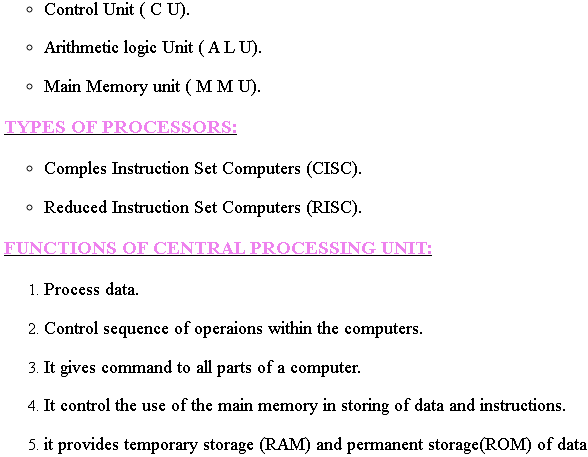 Control Unit ( C U).
Arithmetic logic Unit ( A L U).
Main Memory unit ( M M U).
TYPES OF PROCESSORS:
Comples Instruction Set Computers (CISC).
Reduced Instruction Set Computers (RISC).
FUNCTIONS OF CENTRAL PROCESSING UNIT:
1. Process data.
2. Control sequence of operaions within the computers.
3. It gives command to all parts of a computer.
4. It control the use of the main memory in storing of data and instructions.
5. it provides temporary storage (RAM) and permanent storage(ROM) of data